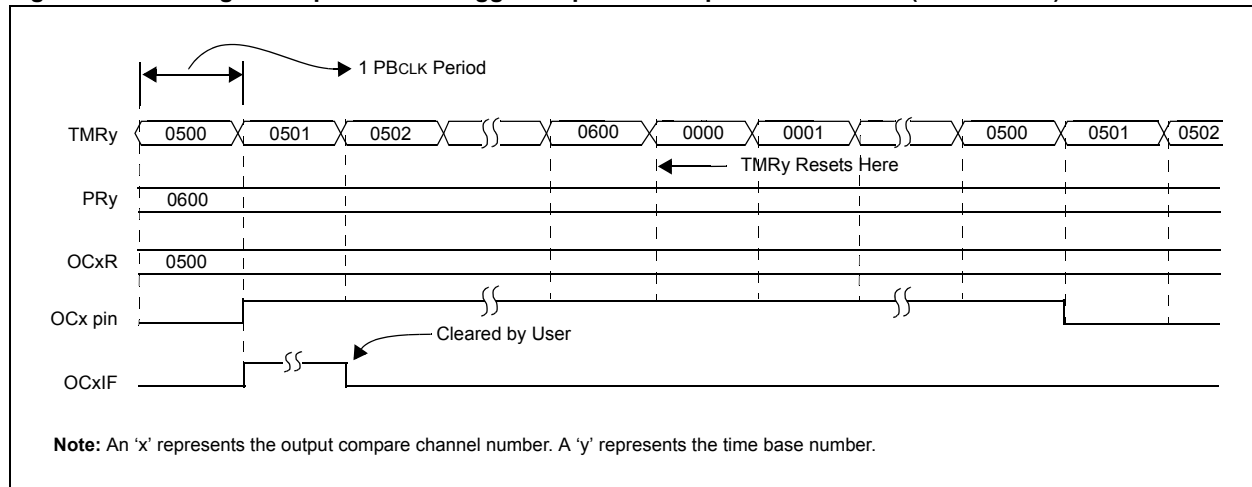 1 PBCLK Period
TMRy 0500 0501 0502 0600 0000 0001 0500 0501 0502
TMRy Resets Here
PRy 0600
OCxR 0500
OCx pin
Cleared by User
OCxIF
Note: An ‘x’ represents the output compare channel number. A ‘y’ represents the time base number.